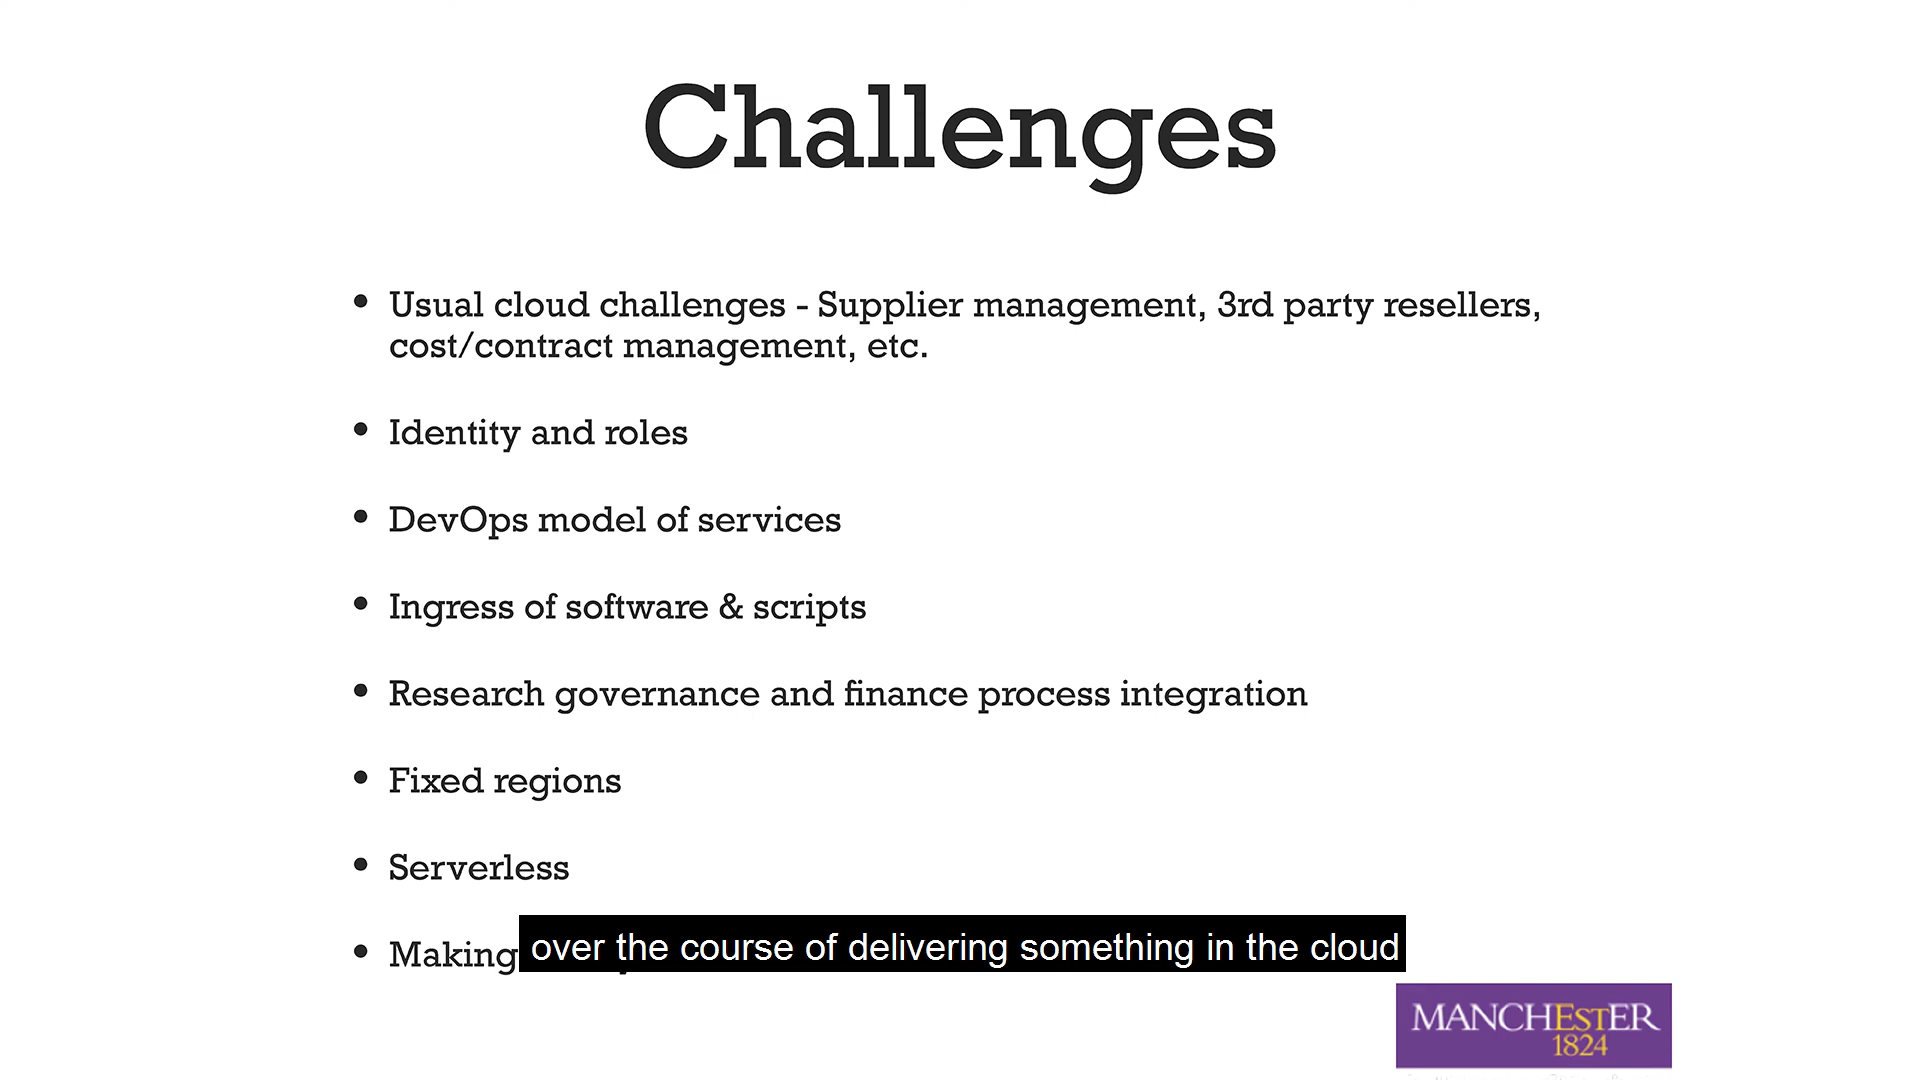 Challenges
• Usual cloud challenges - Supplier management, 3rd party resellers,
cost/contract management, etc.
• Identity and roles
• DevOps model of services
• Ingress of software & scripts
• Research governance and finance process integration
• Fixed regions
• Serverless
• Making
over the course of delivering something in the cloud
MANCHEStER
1824